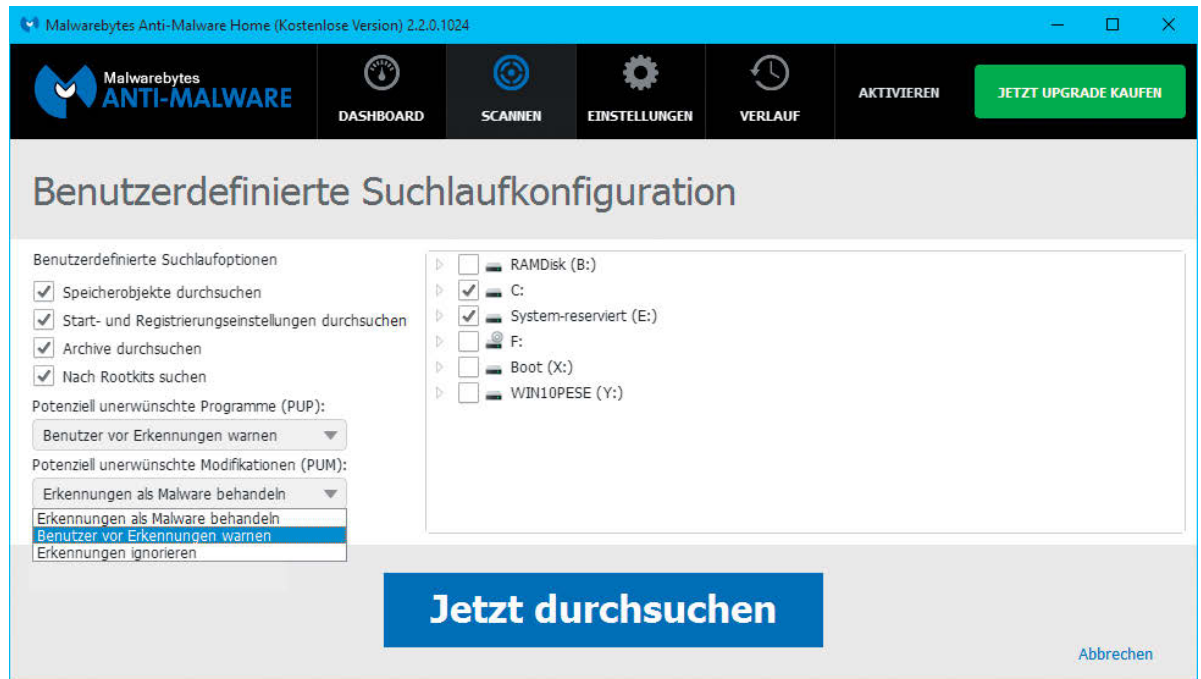 Malwarebytes Anti-Malware Home (Kostenlose Version) 2.2.0.1024
Malwarebytes
ANTI-MALWARE
DASHBOARD
SCANNEN
EINSTELLUNGEN
VERLAUF
AKTIVIEREN
JETZT UPGRADE KAUFEN
Benutzerdefinierte Suchlaufkonfiguration
Benutzerdefinierte Suchlaufoptionen
Speicherobjekte durchsuchen
Start- und Registrierungseinstellungen durchsuchen
Archive durchsuchen
Nach Rootkits suchen
Potenziell unerwünschte Programme (PUP):
Benutzer vor Erkennungen warnen
Potenziell unerwünschte Modifikationen (PUM):
Erkennungen als Malware behandeln
Erkennungen als Malware behandeln
Benutzer vor Erkennungen warnen
Erkennungen ignorieren
RAMDisk (B:)
C:
System-reserviert (E:)
F:
Boot (X:)
WIN10PESE (Y:)
Jetzt durchsuchen
Abbrechen